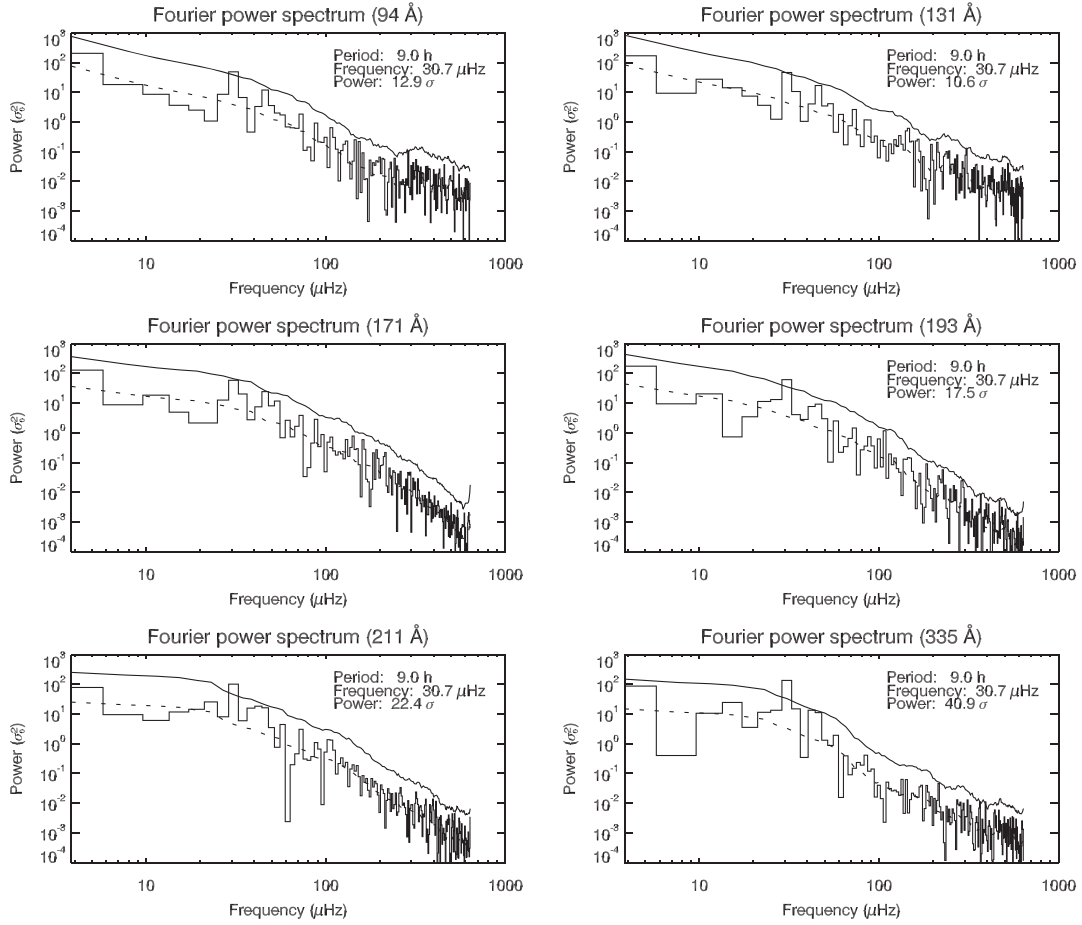 Fourier power spectrum (94 Å)
Power (σ₀²)
10³
10²
10¹
10⁰
10⁻¹
10⁻²
10⁻³
10⁻⁴
Period: 9.0 h
Frequency: 30.7 μHz
Power: 12.9 σ
10 100 1000
Frequency (μHz)
Fourier power spectrum (131 Å)
Power (σ₀²)
10³
10²
10¹
10⁰
10⁻¹
10⁻²
10⁻³
10⁻⁴
Period: 9.0 h
Frequency: 30.7 μHz
Power: 10.6 σ
10 100 1000
Frequency (μHz)
Fourier power spectrum (171 Å)
Power (σ₀²)
10³
10²
10¹
10⁰
10⁻¹
10⁻²
10⁻³
10⁻⁴
10 100 1000
Frequency (μHz)
Fourier power spectrum (193 Å)
Power (σ₀²)
10³
10²
10¹
10⁰
10⁻¹
10⁻²
10⁻³
10⁻⁴
Period: 9.0 h
Frequency: 30.7 μHz
Power: 17.5 σ
10 100 1000
Frequency (μHz)
Fourier power spectrum (211 Å)
Power (σ₀²)
10³
10²
10¹
10⁰
10⁻¹
10⁻²
10⁻³
10⁻⁴
Period: 9.0 h
Frequency: 30.7 μHz
Power: 22.4 σ
10 100 1000
Frequency (μHz)
Fourier power spectrum (335 Å)
Power (σ₀²)
10³
10²
10¹
10⁰
10⁻¹
10⁻²
10⁻³
10⁻⁴
Period: 9.0 h
Frequency: 30.7 μHz
Power: 40.9 σ
10 100 1000
Frequency (μHz)